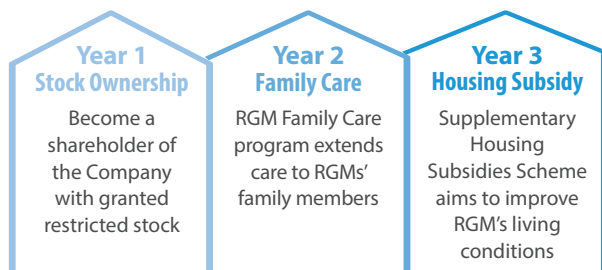 Year 1
Stock Ownership
Become a
shareholder of
the Company
with granted
restricted stock
Year 2
Family Care
RGM Family Care
program extends
care to RGMs'
family members
Year 3
Housing Subsidy
Supplementary
Housing
Subsidies Scheme
aims to improve
RGM's living
conditions